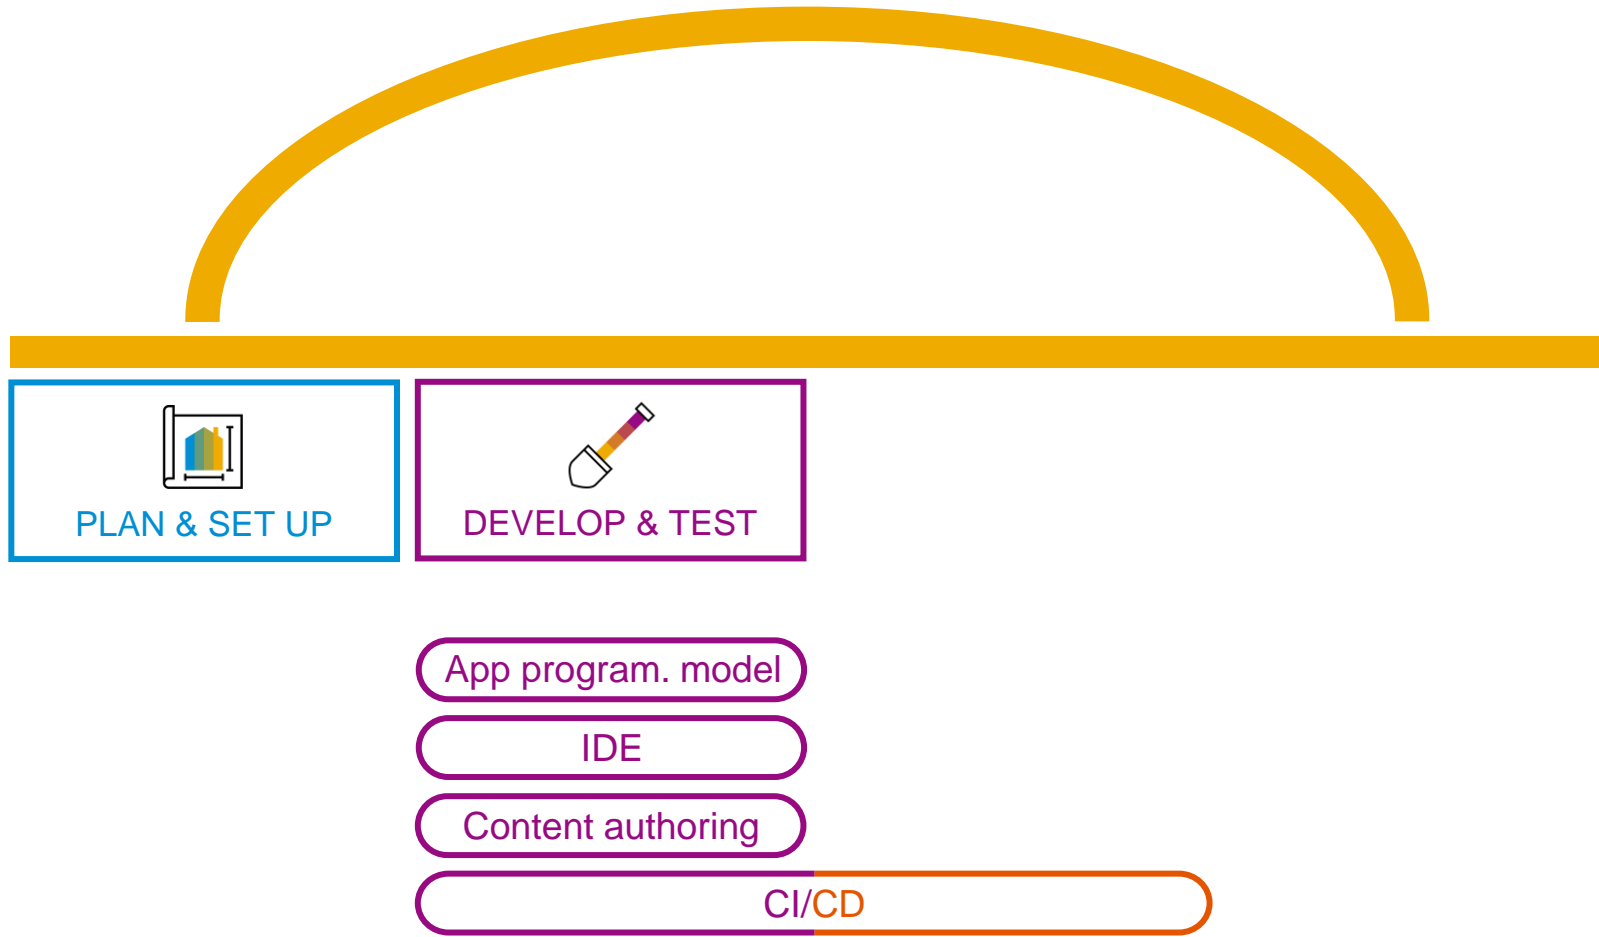 PLAN & SET UP
DEVELOP & TEST
App program. model
IDE
Content authoring
CI/CD